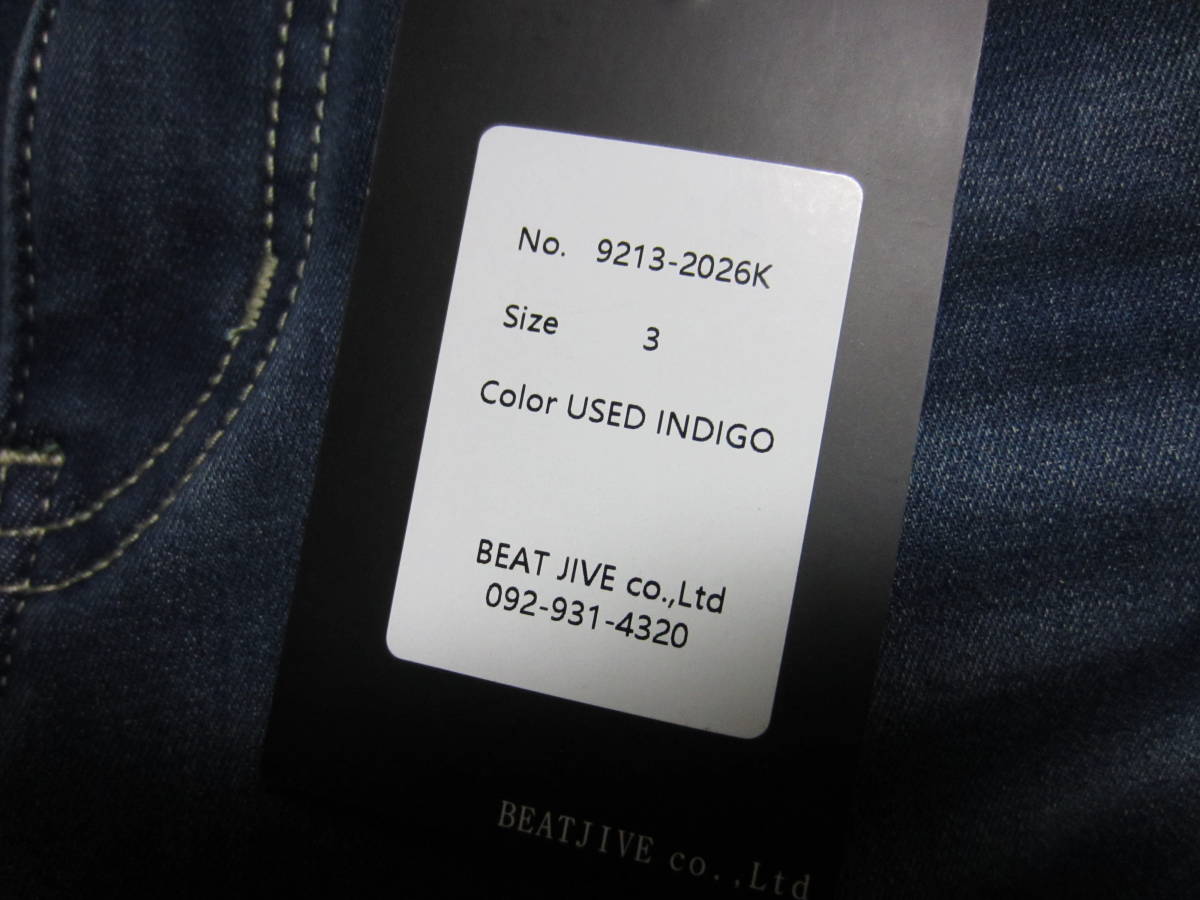 No. 9213-2026K
Size 3
Color USED INDIGO
BEAT JIVE co.,Ltd
092-931-4320
BEATJIVE co.,Ltd